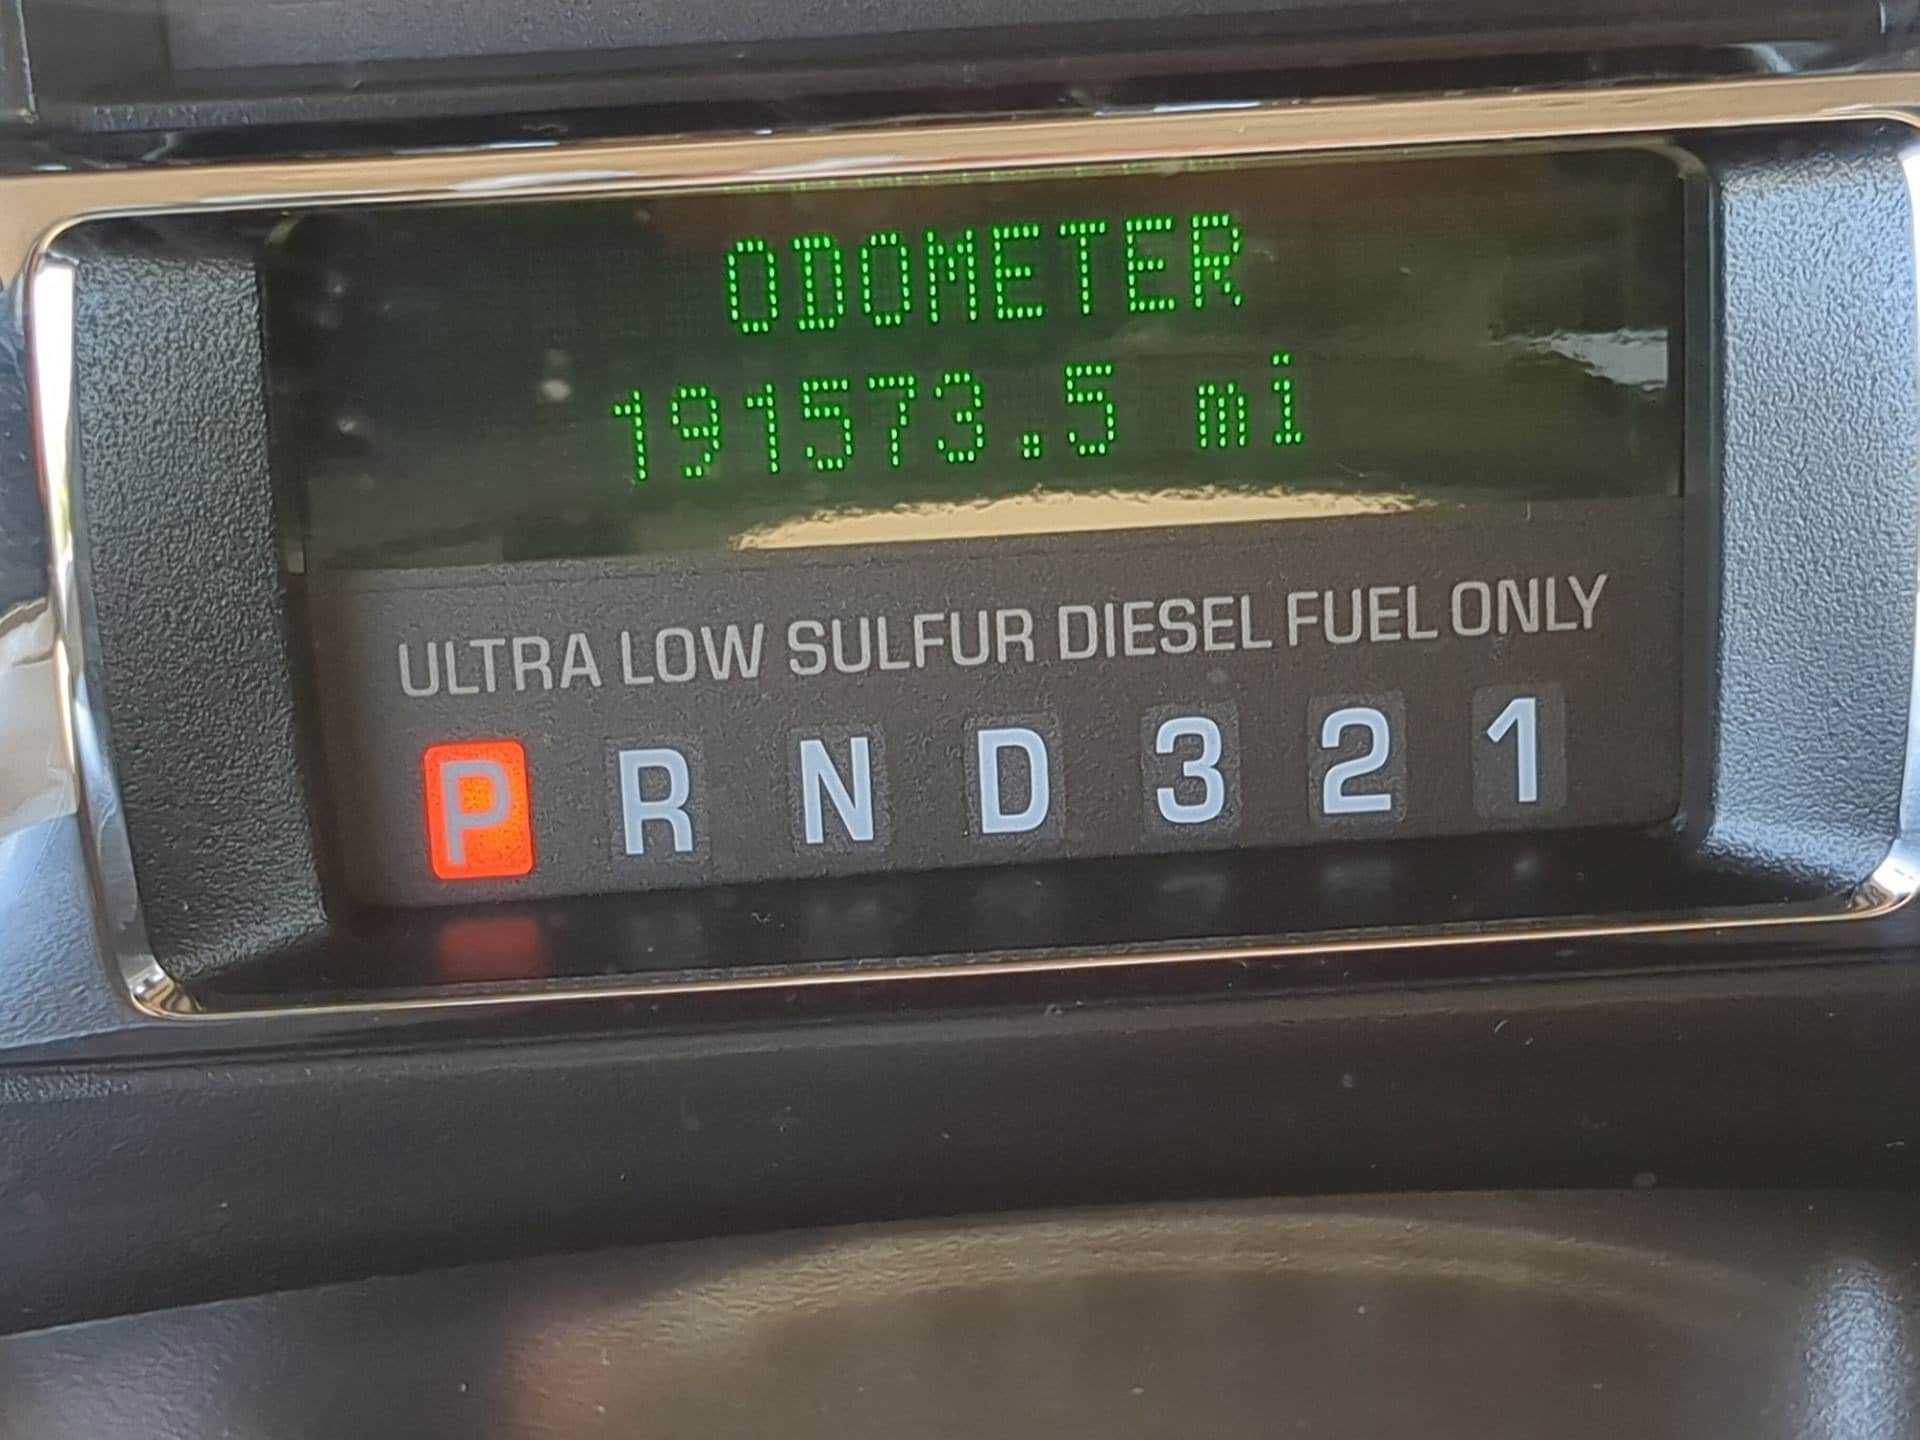 ODOMETER
191573.5 mi
ULTRA LOW SULFUR DIESEL FUEL ONLY
P R N D 3 2 1